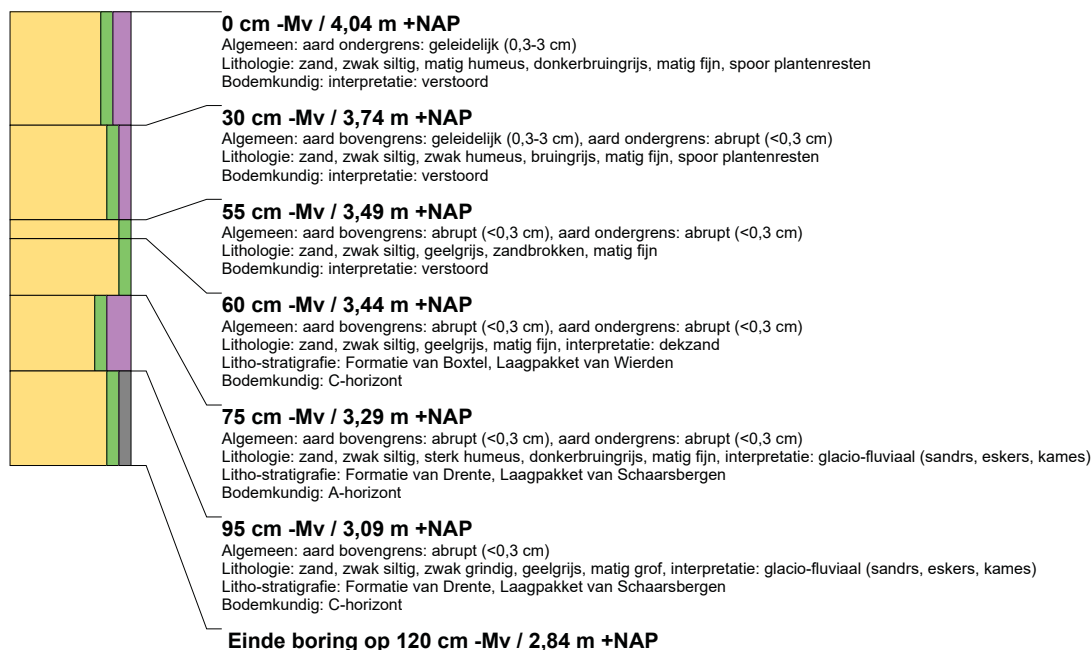 0 cm -Mv / 4,04 m +NAP
Algemeen: aard ondergrens: geleidelijk (0,3-3 cm)
Lithologie: zand, zwak siltig, matig humeus, donkerbruingrijs, matig fijn, spoor plantenresten
Bodemkundig: interpretatie: verstoord
30 cm -Mv / 3,74 m +NAP
Algemeen: aard bovengrens: geleidelijk (0,3-3 cm), aard ondergrens: abrupt (<0,3 cm)
Lithologie: zand, zwak siltig, zwak humeus, bruingrijs, matig fijn, spoor plantenresten
Bodemkundig: interpretatie: verstoord
55 cm -Mv / 3,49 m +NAP
Algemeen: aard bovengrens: abrupt (<0,3 cm), aard ondergrens: abrupt (<0,3 cm)
Lithologie: zand, zwak siltig, geelgrijs, zandbrokken, matig fijn
Bodemkundig: interpretatie: verstoord
60 cm -Mv / 3,44 m +NAP
Algemeen: aard bovengrens: abrupt (<0,3 cm), aard ondergrens: abrupt (<0,3 cm)
Lithologie: zand, zwak siltig, geelgrijs, matig fijn, interpretatie: dekzand
Litho-stratigrafie: Formatie van Boxtel, Laagpakket van Wierden
Bodemkundig: C-horizont
75 cm -Mv / 3,29 m +NAP
Algemeen: aard bovengrens: abrupt (<0,3 cm), aard ondergrens: abrupt (<0,3 cm)
Lithologie: zand, zwak siltig, sterk humeus, donkerbruingrijs, matig fijn, interpretatie: glacio-fluviaal (sandrs, eskers, kames)
Litho-stratigrafie: Formatie van Drente, Laagpakket van Schaarsbergen
Bodemkundig: A-horizont
95 cm -Mv / 3,09 m +NAP
Algemeen: aard bovengrens: abrupt (<0,3 cm)
Lithologie: zand, zwak siltig, zwak grindig, geelgrijs, matig grof, interpretatie: glacio-fluviaal (sandrs, eskers, kames)
Litho-stratigrafie: Formatie van Drente, Laagpakket van Schaarsbergen
Bodemkundig: C-horizont
Einde boring op 120 cm -Mv / 2,84 m +NAP